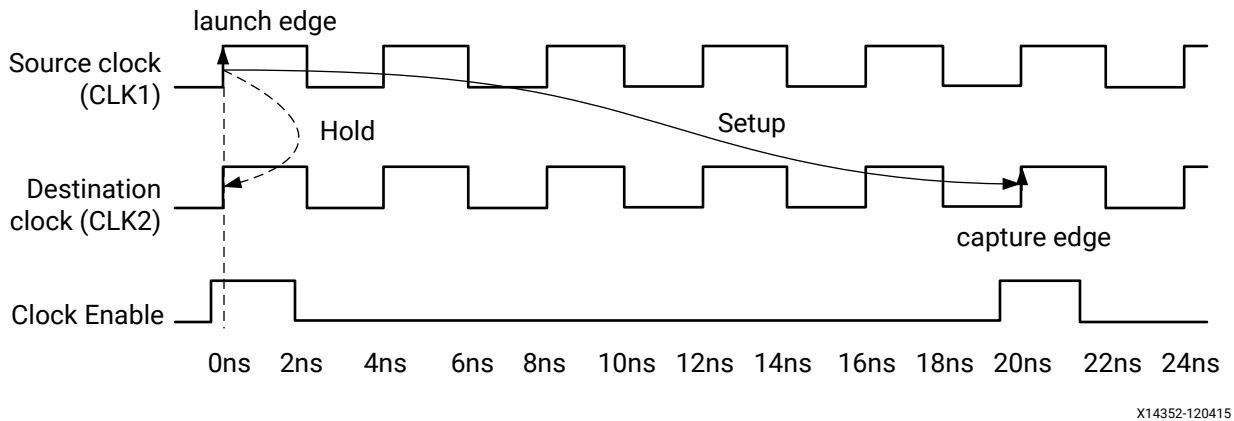 launch edge
Source clock
(CLK1)
Hold
Setup
Destination
clock (CLK2)
capture edge
Clock Enable
0ns 2ns 4ns 6ns 8ns 10ns 12ns 14ns 16ns 18ns 20ns 22ns 24ns
X14352-120415